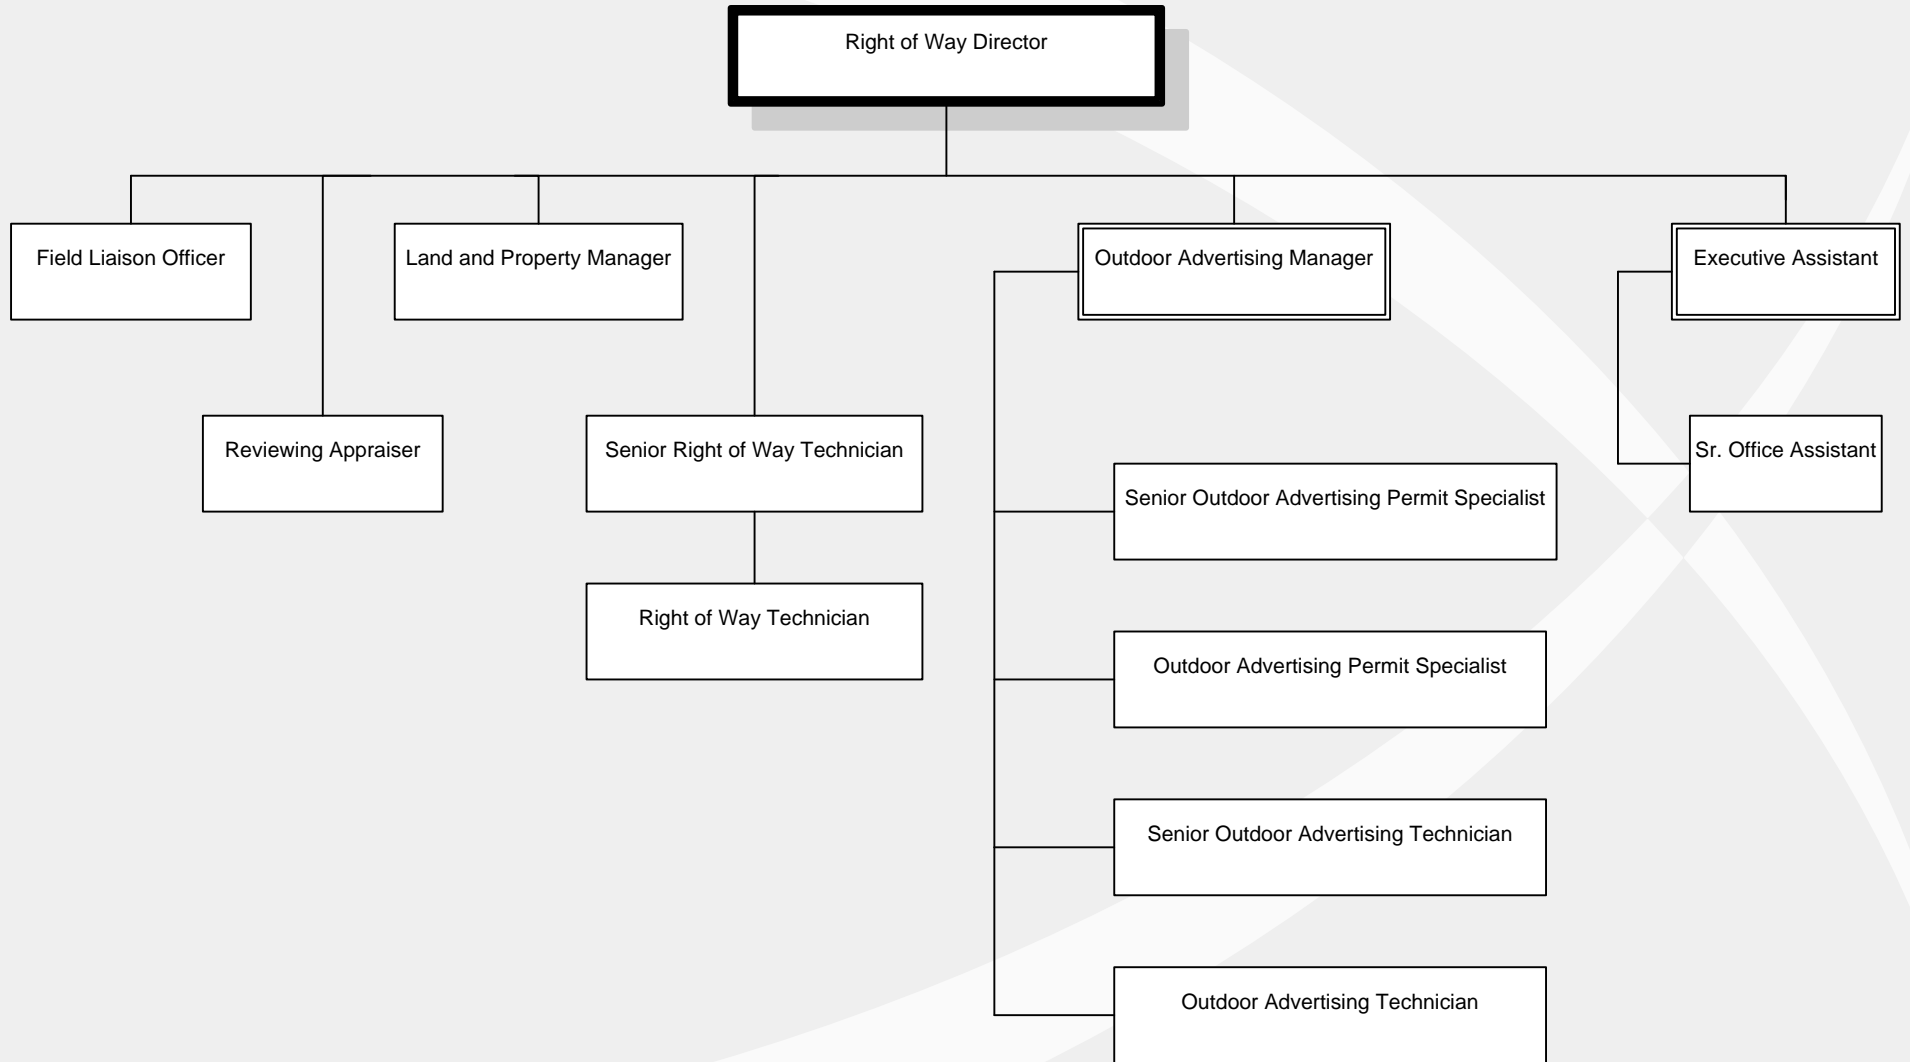 Right of Way Director
Field Liaison Officer
Land and Property Manager
Outdoor Advertising Manager
Executive Assistant
Reviewing Appraiser
Senior Right of Way Technician
Sr. Office Assistant
Senior Outdoor Advertising Permit Specialist
Right of Way Technician
Outdoor Advertising Permit Specialist
Senior Outdoor Advertising Technician
Outdoor Advertising Technician